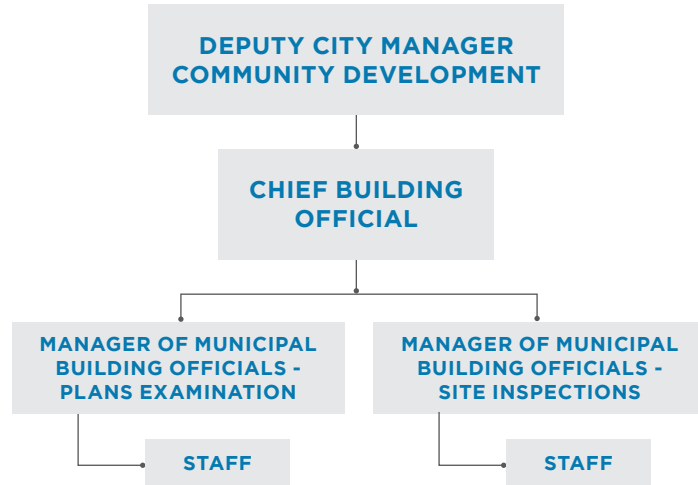 DEPUTY CITY MANAGER
COMMUNITY DEVELOPMENT
CHIEF BUILDING
OFFICIAL
MANAGER OF MUNICIPAL
BUILDING OFFICIALS -
PLANS EXAMINATION
STAFF
MANAGER OF MUNICIPAL
BUILDING OFFICIALS -
SITE INSPECTIONS
STAFF